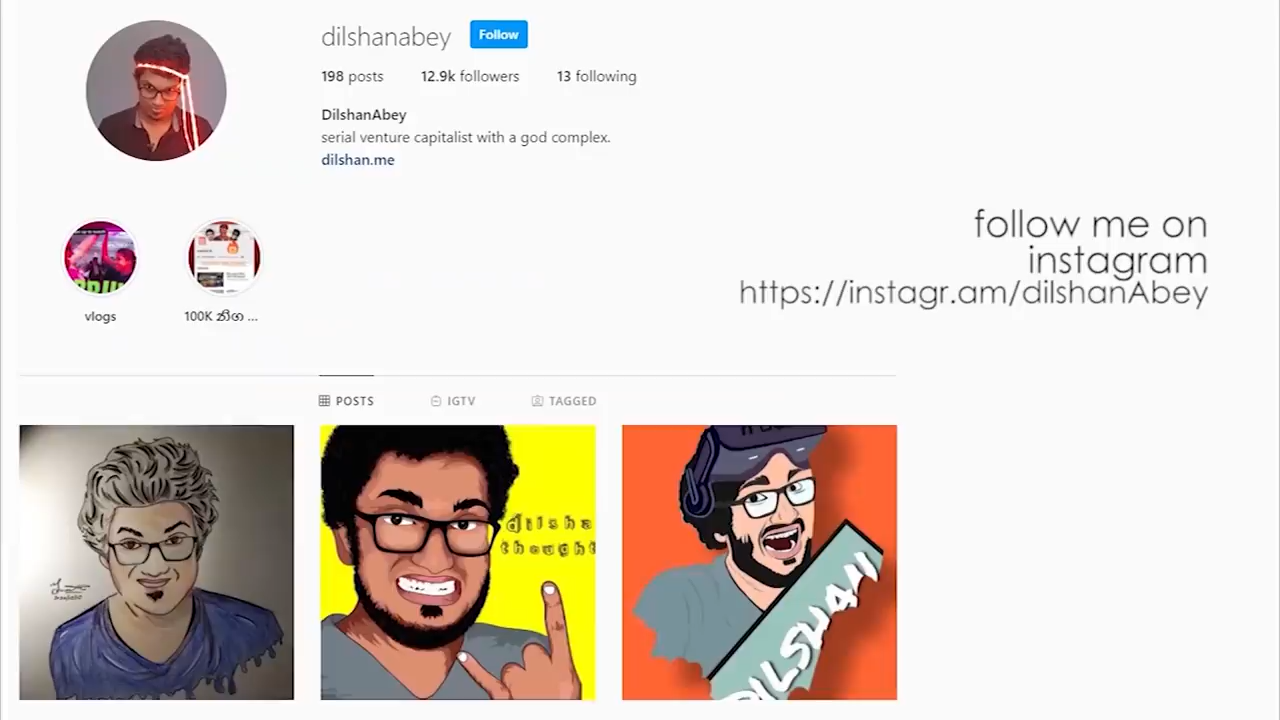 dilshanabey Follow
198 posts 12.9k followers 13 following
DilshanAbey
serial venture capitalist with a god complex.
dilshan.me
follow me on
instagram
https://instagr.am/dilshanAbey
vlogs 100K නිග ...
POSTS IGTV TAGGED
dilsha
thought
DILSHAN